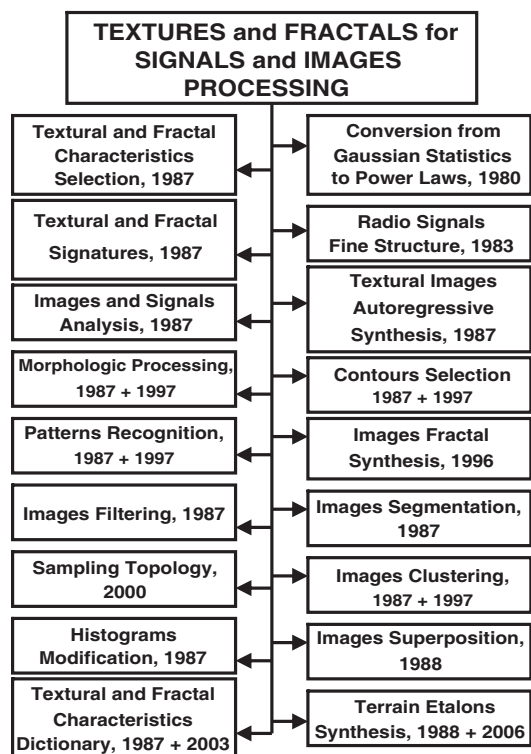 TEXTURES and FRACTALS for
SIGNALS and IMAGES
PROCESSING
Textural and Fractal
Characteristics
Selection, 1987
Textural and Fractal
Signatures, 1987
Images and Signals
Analysis, 1987
Morphologic Processing,
1987 + 1997
Patterns Recognition,
1987 + 1997
Images Filtering, 1987
Sampling Topology,
2000
Histograms
Modification, 1987
Textural and Fractal
Characteristics
Dictionary, 1987 + 2003
Conversion from
Gaussian Statistics
to Power Laws, 1980
Radio Signals
Fine Structure, 1983
Textural Images
Autoregressive
Synthesis, 1987
Contours Selection
1987 + 1997
Images Fractal
Synthesis, 1996
Images Segmentation,
1987
Images Clustering,
1987 + 1997
Images Superposition,
1988
Terrain Etalons
Synthesis, 1988 + 2006